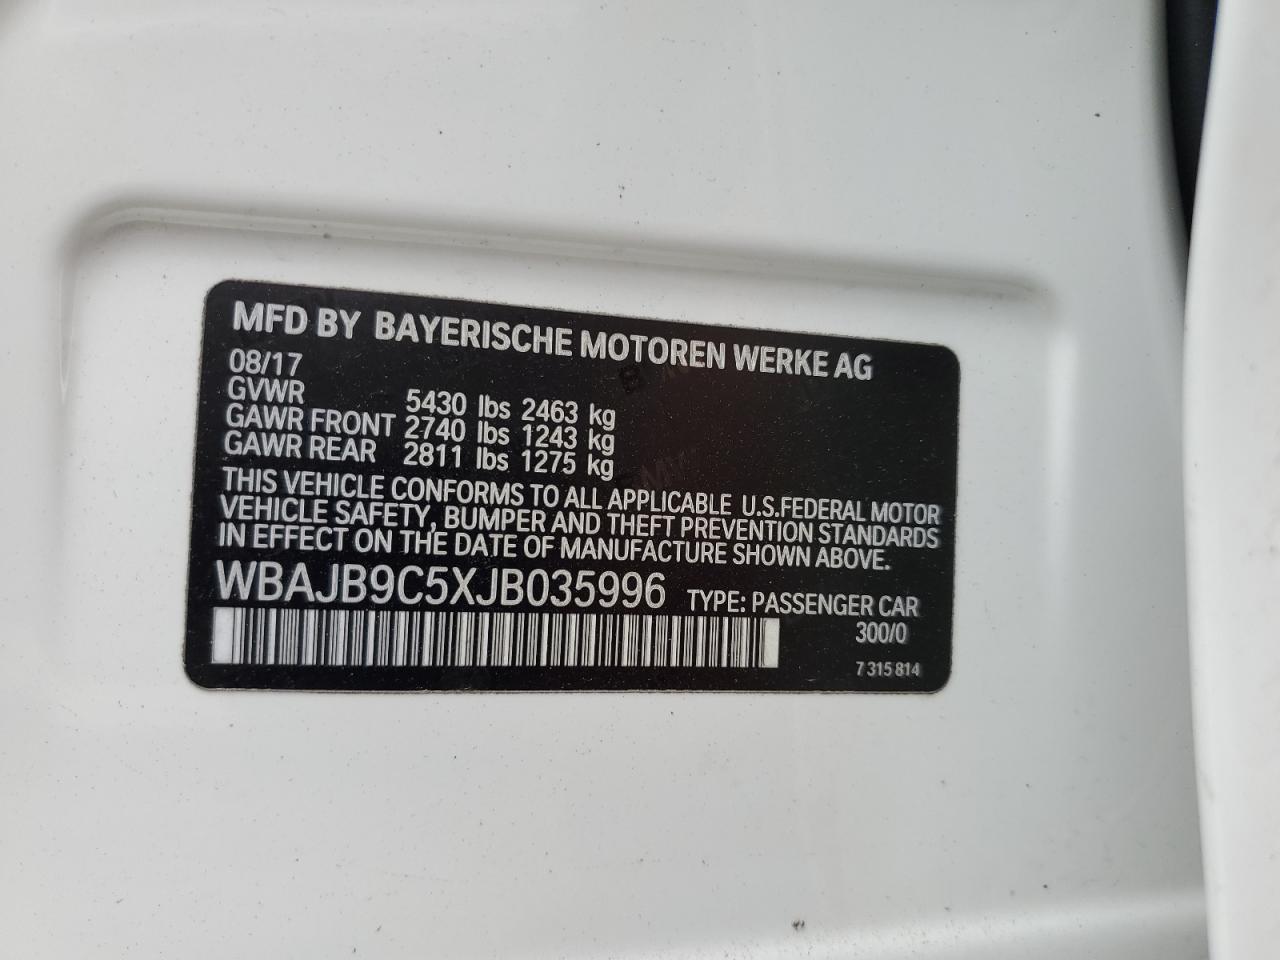 MFD BY BAYERISCHE MOTOREN WERKE AG
08/17
GVWR 5430 lbs 2463 kg
GAWR FRONT 2740 lbs 1243 kg
GAWR REAR 2811 lbs 1275 kg
THIS VEHICLE CONFORMS TO ALL APPLICABLE U.S.FEDERAL MOTOR
VEHICLE SAFETY, BUMPER AND THEFT PREVENTION STANDARDS
IN EFFECT ON THE DATE OF MANUFACTURE SHOWN ABOVE.
WBAJB9C5XJB035996 TYPE: PASSENGER CAR
300/0
7 315 814